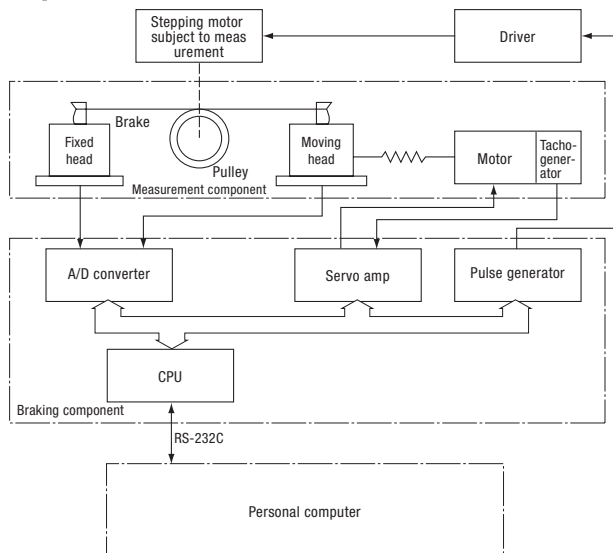 Stepping motor
subject to meas
urement
Driver
Brake
Fixed
head
Pulley
Moving
head
Motor
Tacho-
gener-
ator
Measurement component
A/D converter
Servo amp
Pulse generator
CPU
Braking component
RS-232C
Personal computer